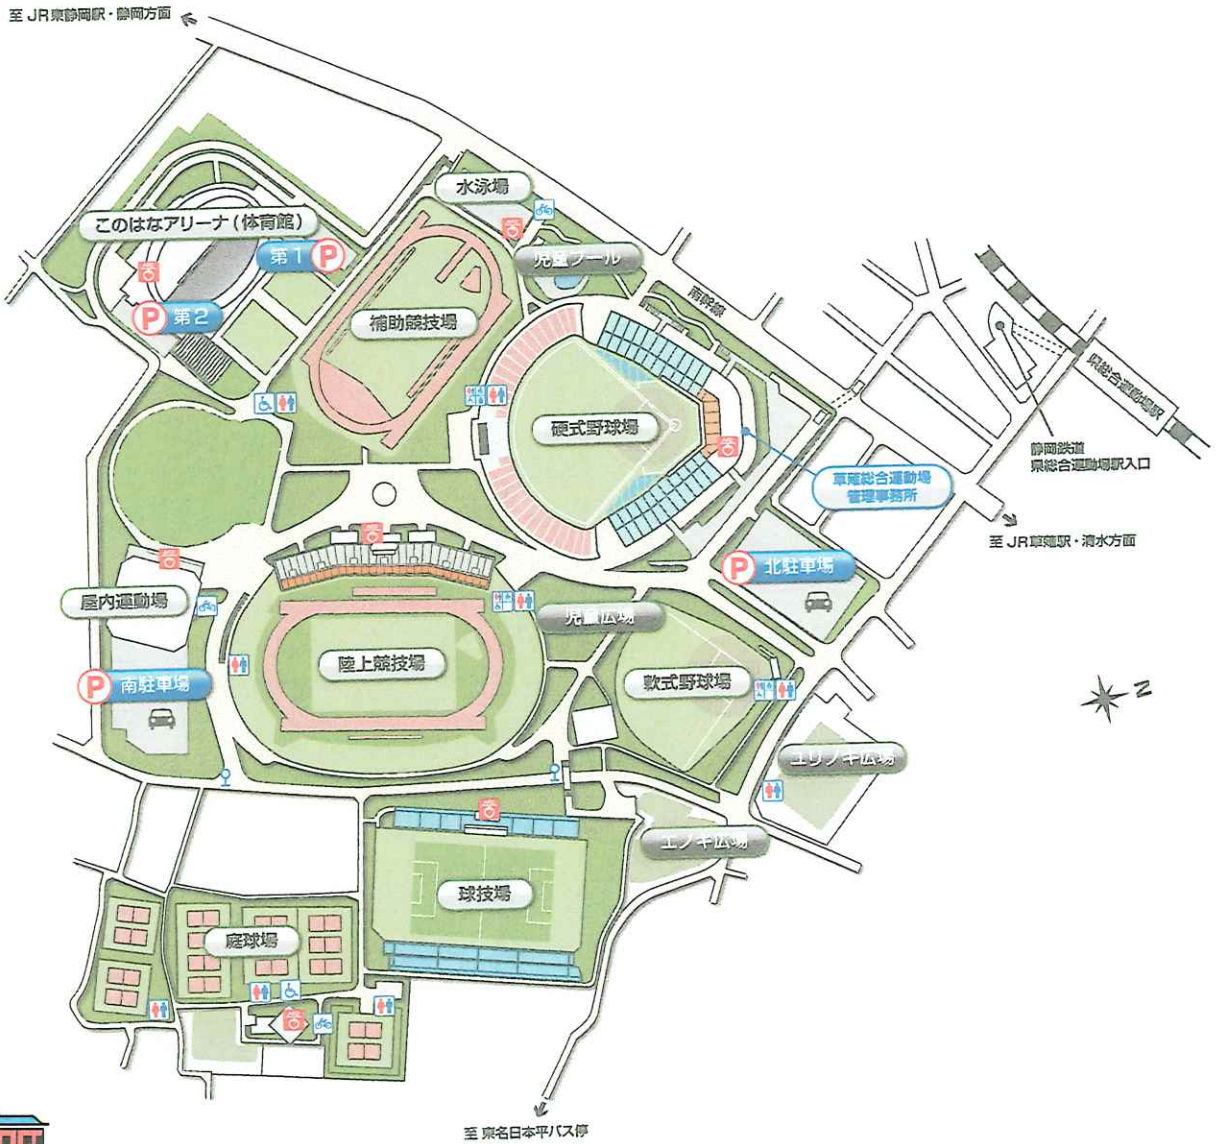 至 JR東静岡駅・静岡方面
水泳場
このはなアリーナ(体育館)
第1 P
児童プール
P 第2
補助競技場
南幹線
県総合運動場駅
硬式野球場
静岡鉄道
県総合運動場駅入口
草薙総合運動場
管理事務所
至 JR草薙駅・清水方面
P 北駐車場
屋内運動場
児童広場
陸上競技場
軟式野球場
P 南駐車場
N
ユリノキ広場
エノキ広場
球技場
庭球場
至 東名日本平バス停